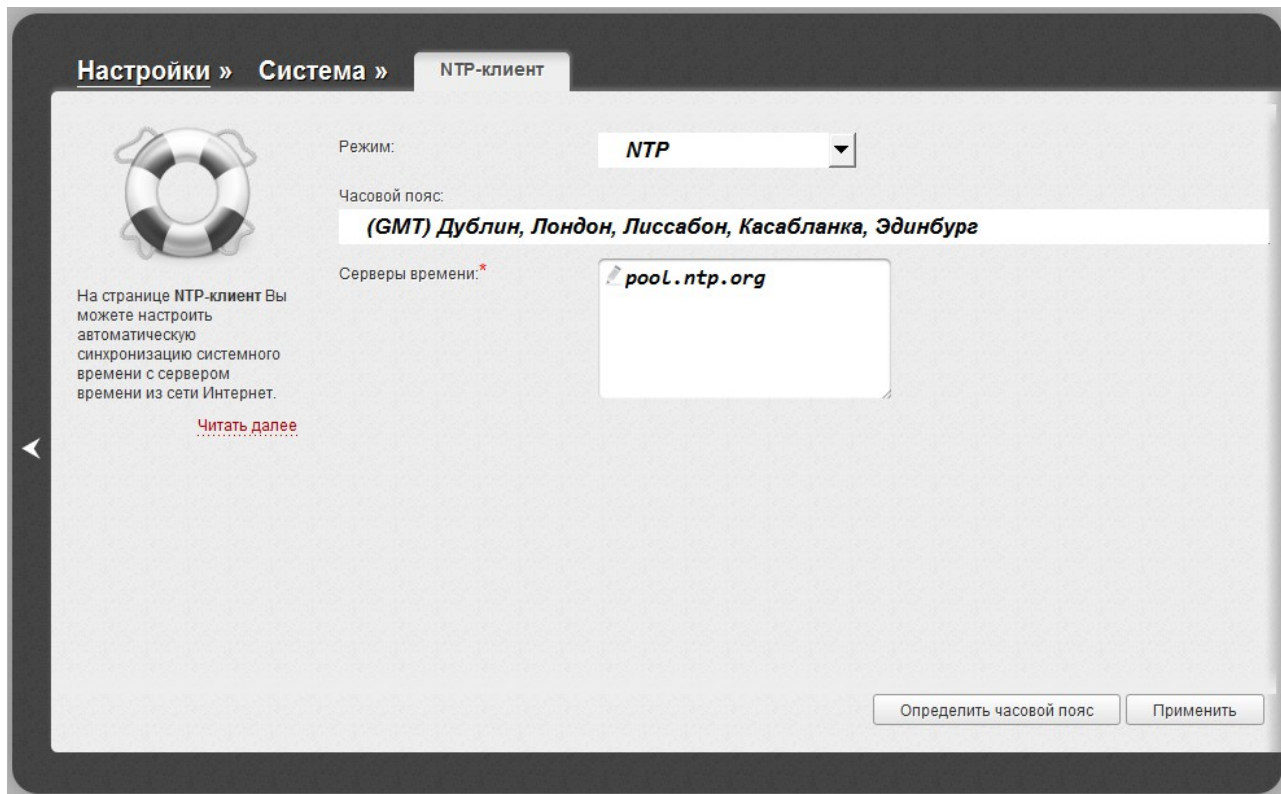 Настройки » Система » NTP-клиент
Режим: NTP
Часовой пояс:
(GMT) Дублин, Лондон, Лиссабон, Касабланка, Эдинбург
Серверы времени:* pool.ntp.org
На странице NTP-клиент Вы
можете настроить
автоматическую
синхронизацию системного
времени с сервером
времени из сети Интернет.
Читать далее
Определить часовой пояс Применить